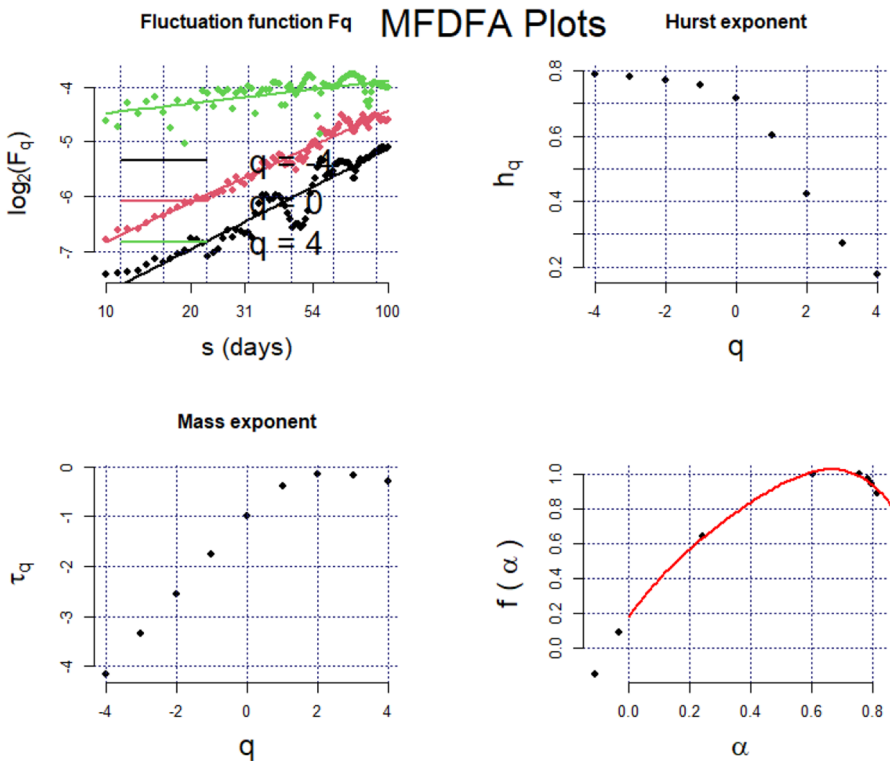 MFDFA Plots
Fluctuation function Fq
log2(Fq)
-4
-5
-6
-7
q = -4
q = 0
q = 4
10 20 31 54 100
s (days)
Hurst exponent
hq
0.8
0.6
0.4
0.2
-4 -2 0 2 4
q
Mass exponent
τq
0
-1
-2
-3
-4
-4 -2 0 2 4
q
f ( α )
1.0
0.8
0.6
0.4
0.2
0.0
0.0 0.2 0.4 0.6 0.8
α